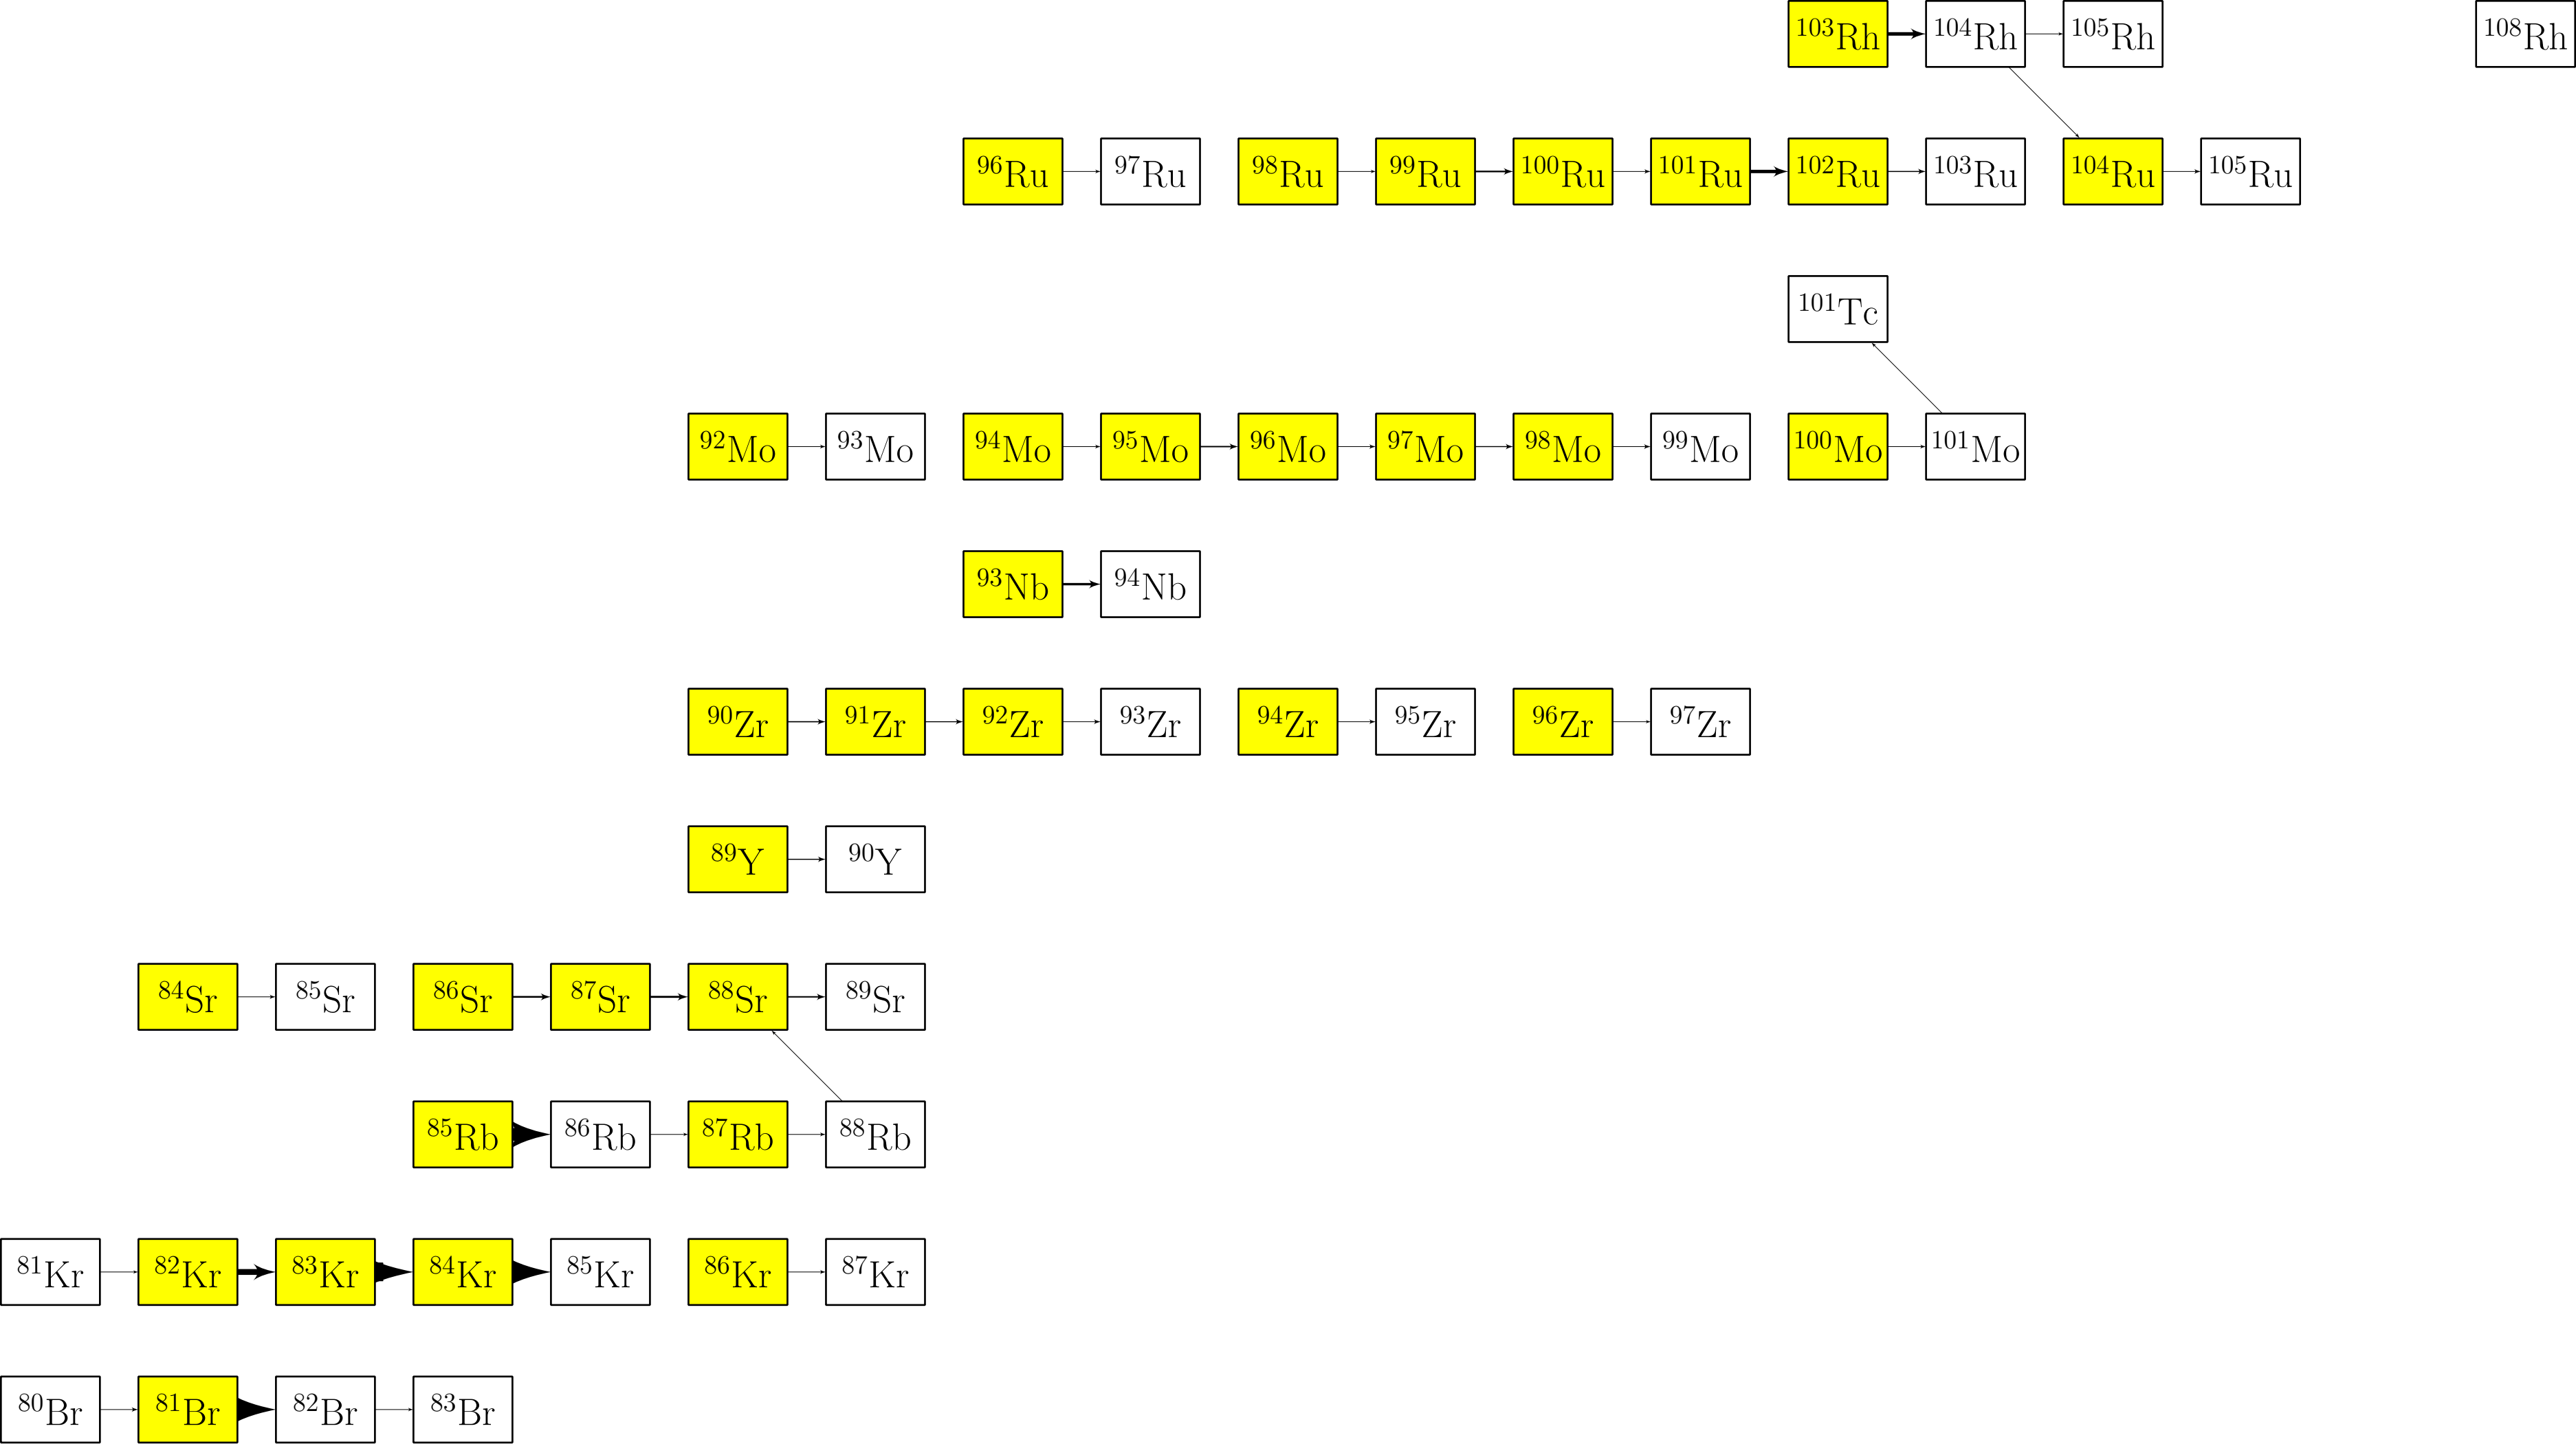 ¹⁰³Rh ¹⁰⁴Rh ¹⁰⁵Rh ¹⁰⁸Rh
⁹⁶Ru ⁹⁷Ru ⁹⁸Ru ⁹⁹Ru ¹⁰⁰Ru ¹⁰¹Ru ¹⁰²Ru ¹⁰³Ru ¹⁰⁴Ru ¹⁰⁵Ru
¹⁰¹Tc
⁹²Mo ⁹³Mo ⁹⁴Mo ⁹⁵Mo ⁹⁶Mo ⁹⁷Mo ⁹⁸Mo ⁹⁹Mo ¹⁰⁰Mo ¹⁰¹Mo
⁹³Nb ⁹⁴Nb
⁹⁰Zr ⁹¹Zr ⁹²Zr ⁹³Zr ⁹⁴Zr ⁹⁵Zr ⁹⁶Zr ⁹⁷Zr
⁸⁹Y ⁹⁰Y
⁸⁴Sr ⁸⁵Sr ⁸⁶Sr ⁸⁷Sr ⁸⁸Sr ⁸⁹Sr
⁸⁵Rb ⁸⁶Rb ⁸⁷Rb ⁸⁸Rb
⁸¹Kr ⁸²Kr ⁸³Kr ⁸⁴Kr ⁸⁵Kr ⁸⁶Kr ⁸⁷Kr
⁸⁰Br ⁸¹Br ⁸²Br ⁸³Br